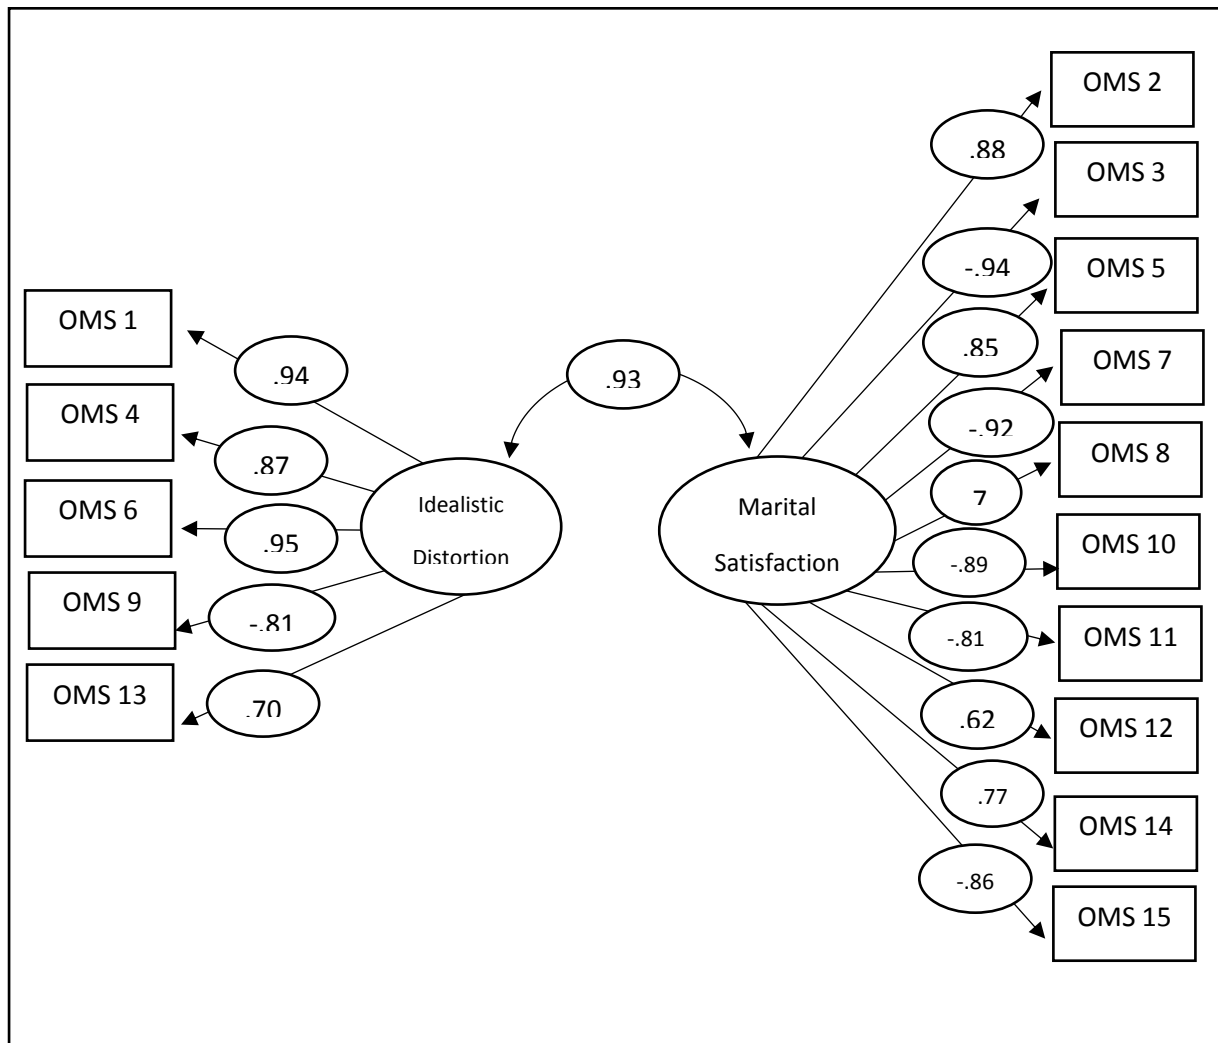 OMS 1
OMS 4
OMS 6
OMS 9
OMS 13
.94
.87
.95
-.81
.70
Idealistic
Distortion
.93
Marital
Satisfaction
.88
-.94
.85
-.92
7
-.89
-.81
.62
.77
-.86
OMS 2
OMS 3
OMS 5
OMS 7
OMS 8
OMS 10
OMS 11
OMS 12
OMS 14
OMS 15